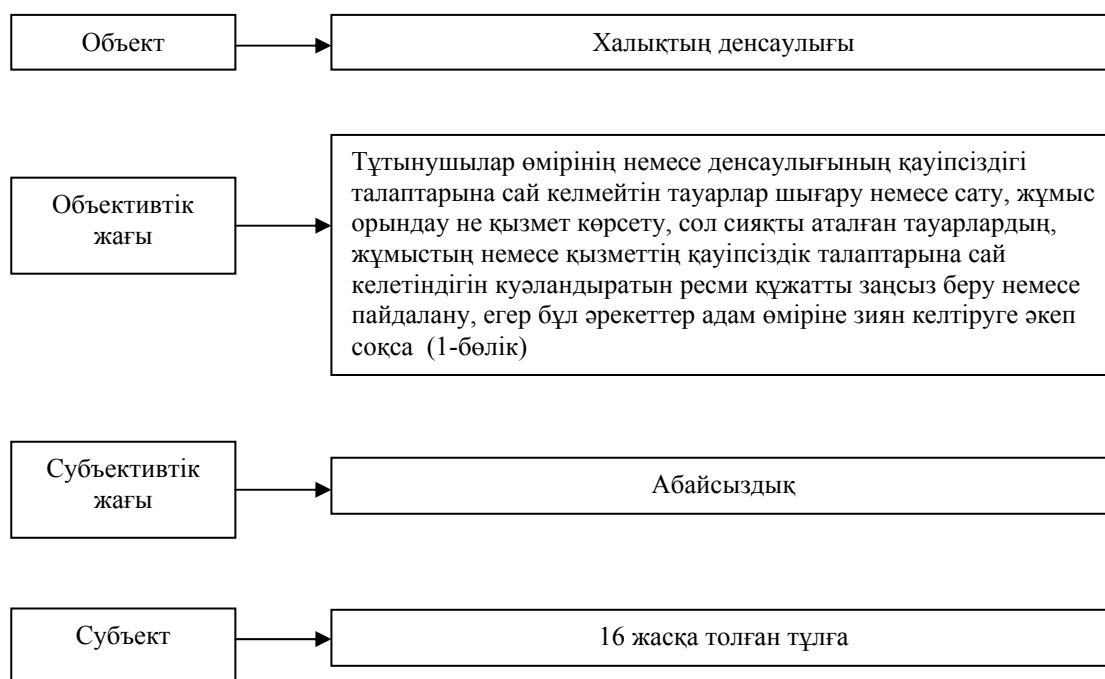 Объект
Халықтың денсаулығы
Объективтік
жағы
Тұтынушылар өмірінің немесе денсаулығының қауіпсіздігі
талаптарына сай келмейтін тауарлар шығару немесе сату, жұмыс
орындау не қызмет көрсету, сол сияқты аталған тауарлардың,
жұмыстың немесе қызметтің қауіпсіздік талаптарына сай
келетіндігін куәландыратын ресми құжатты заңсыз беру немесе
пайдалану, егер бұл әрекеттер адам өміріне зиян келтіруге әкеп
соқса (1-бөлік)
Субъективтік
жағы
Абайсыздық
Субъект
16 жасқа толған тұлға